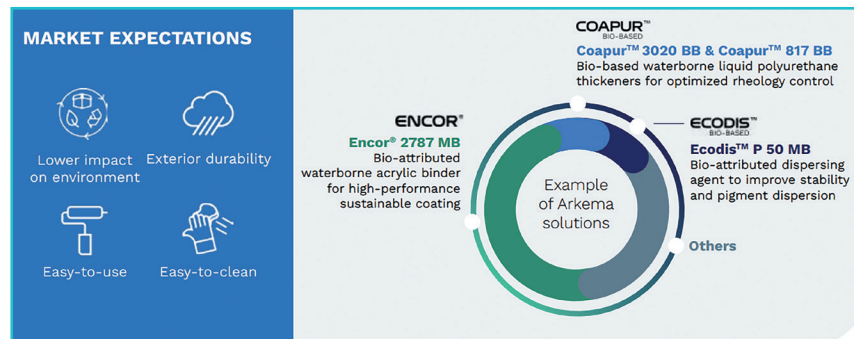 MARKET EXPECTATIONS
Lower impact
on environment
Exterior durability
Easy-to-use
Easy-to-clean
COAPUR™
BIO-BASED
Coapur™ 3020 BB & Coapur™ 817 BB
Bio-based waterborne liquid polyurethane
thickeners for optimized rheology control
ENCOR®
Encor® 2787 MB
Bio-attributed
waterborne acrylic binder
for high-performance
sustainable coating
ECODIS™
BIO-BASED
Ecodis™ P 50 MB
Bio-attributed dispersing
agent to improve stability
and pigment dispersion
Example
of Arkema
solutions
Others